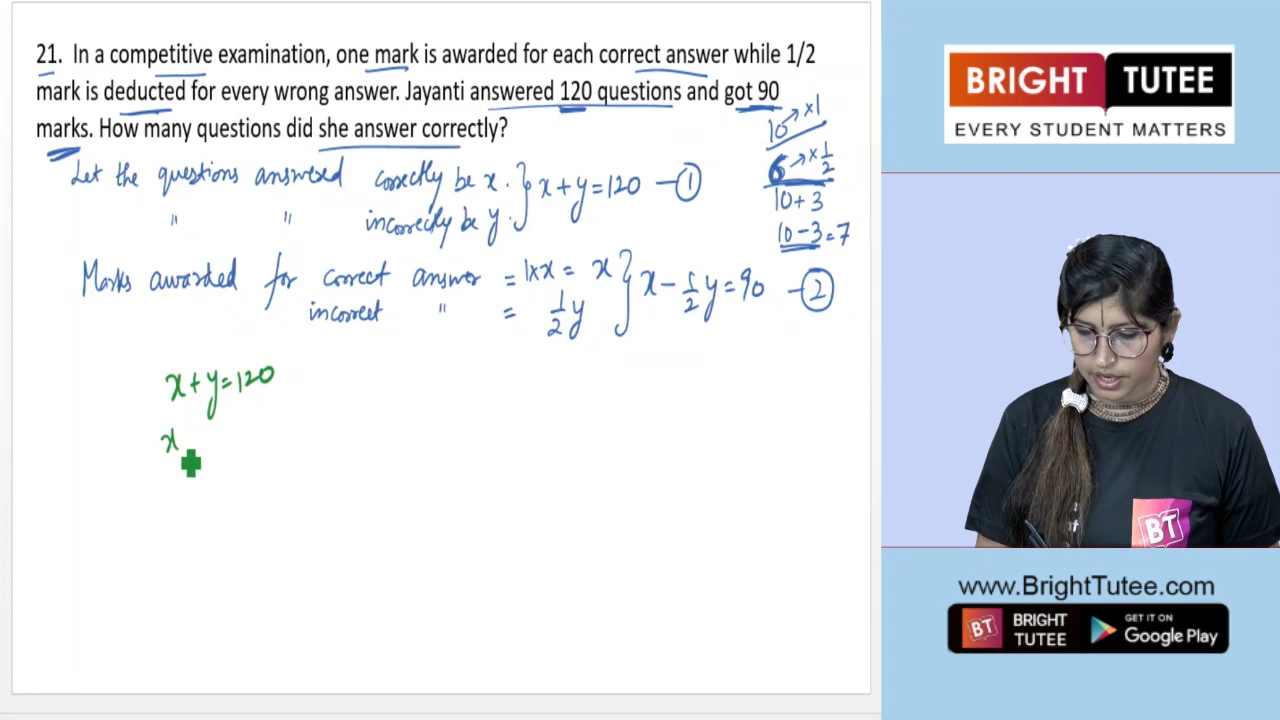 21. In a competitive examination, one mark is awarded for each correct answer while 1/2
mark is deducted for every wrong answer. Jayanti answered 120 questions and got 90
marks. How many questions did she answer correctly?
10 → ×1
6 → × 1/2
10 + 3
10 - 3 = 7
Let the questions answered correctly be x. } x + y = 120 — ①
" " incorrectly be y.
Marks awarded for correct answer = 1×x = x } x - 1/2 y = 90 — ②
incorrect " = 1/2 y
x + y = 120
x
BRIGHT TUTEE
EVERY STUDENT MATTERS
BT
www.BrightTutee.com
BT BRIGHT TUTEE
GET IT ON Google Play